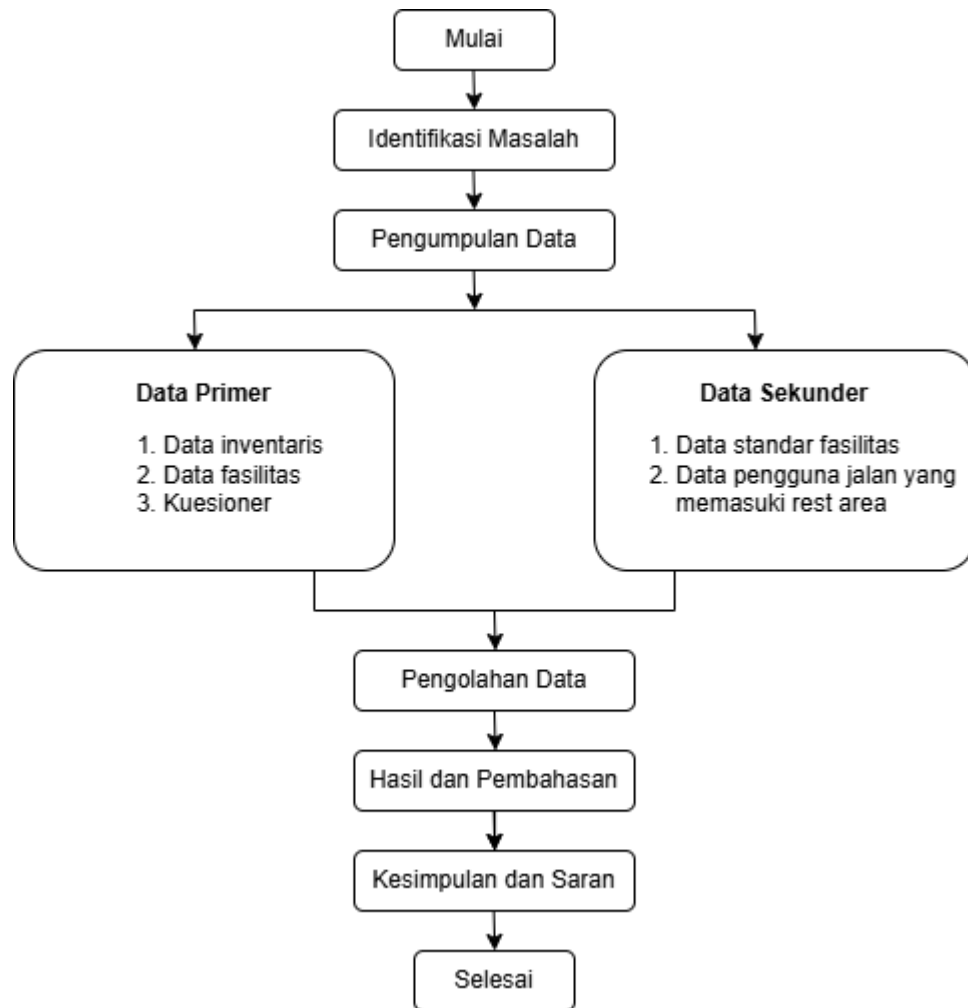 Mulai
Identifikasi Masalah
Pengumpulan Data
Data Primer
1. Data inventaris
2. Data fasilitas
3. Kuesioner
Data Sekunder
1. Data standar fasilitas
2. Data pengguna jalan yang
memasuki rest area
Pengolahan Data
Hasil dan Pembahasan
Kesimpulan dan Saran
Selesai